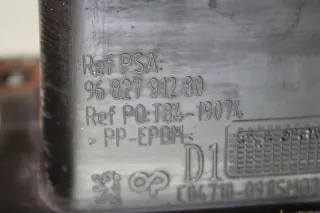 Ref PSA:
96 827 912 80
Ref PO:T84-19074
> PP-EPDM <
D1